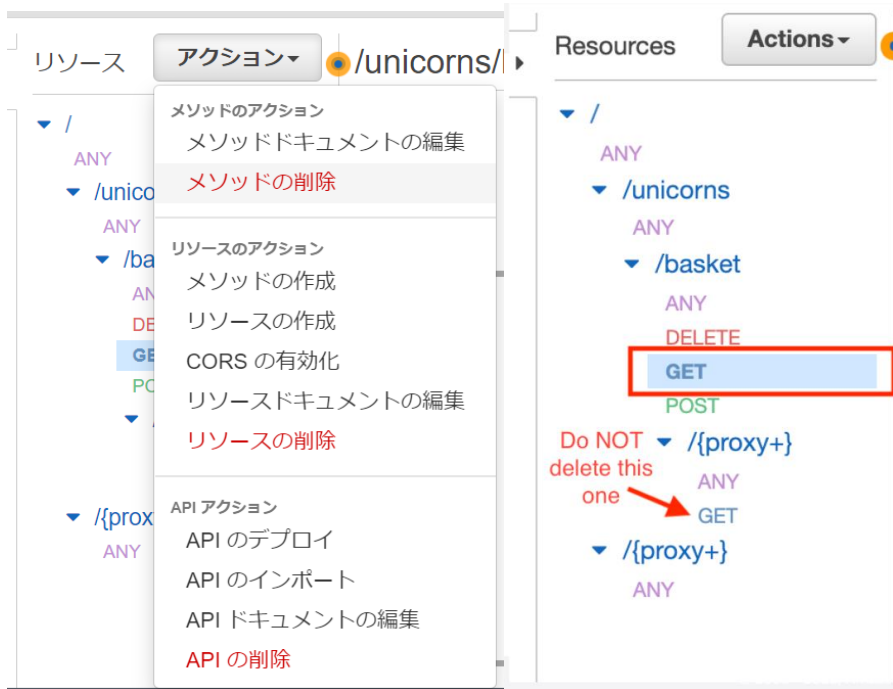 リソース
アクション
/unicorns/
/
ANY
/unico
ANY
/ba
AN
DE
GE
PO
/
/{prox
ANY
メソッドのアクション
メソッドドキュメントの編集
メソッドの削除
リソースのアクション
メソッドの作成
リソースの作成
CORS の有効化
リソースドキュメントの編集
リソースの削除
API アクション
API のデプロイ
API のインポート
API ドキュメントの編集
API の削除
Resources
Actions
/
ANY
/unicorns
ANY
/basket
ANY
DELETE
GET
POST
Do NOT
delete this
one
/{proxy+}
ANY
GET
/{proxy+}
ANY